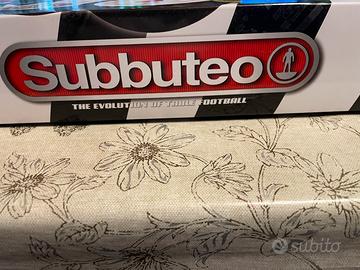 Subbuteo
THE EVOLUTION OF TABLE FOOTBALL
subito